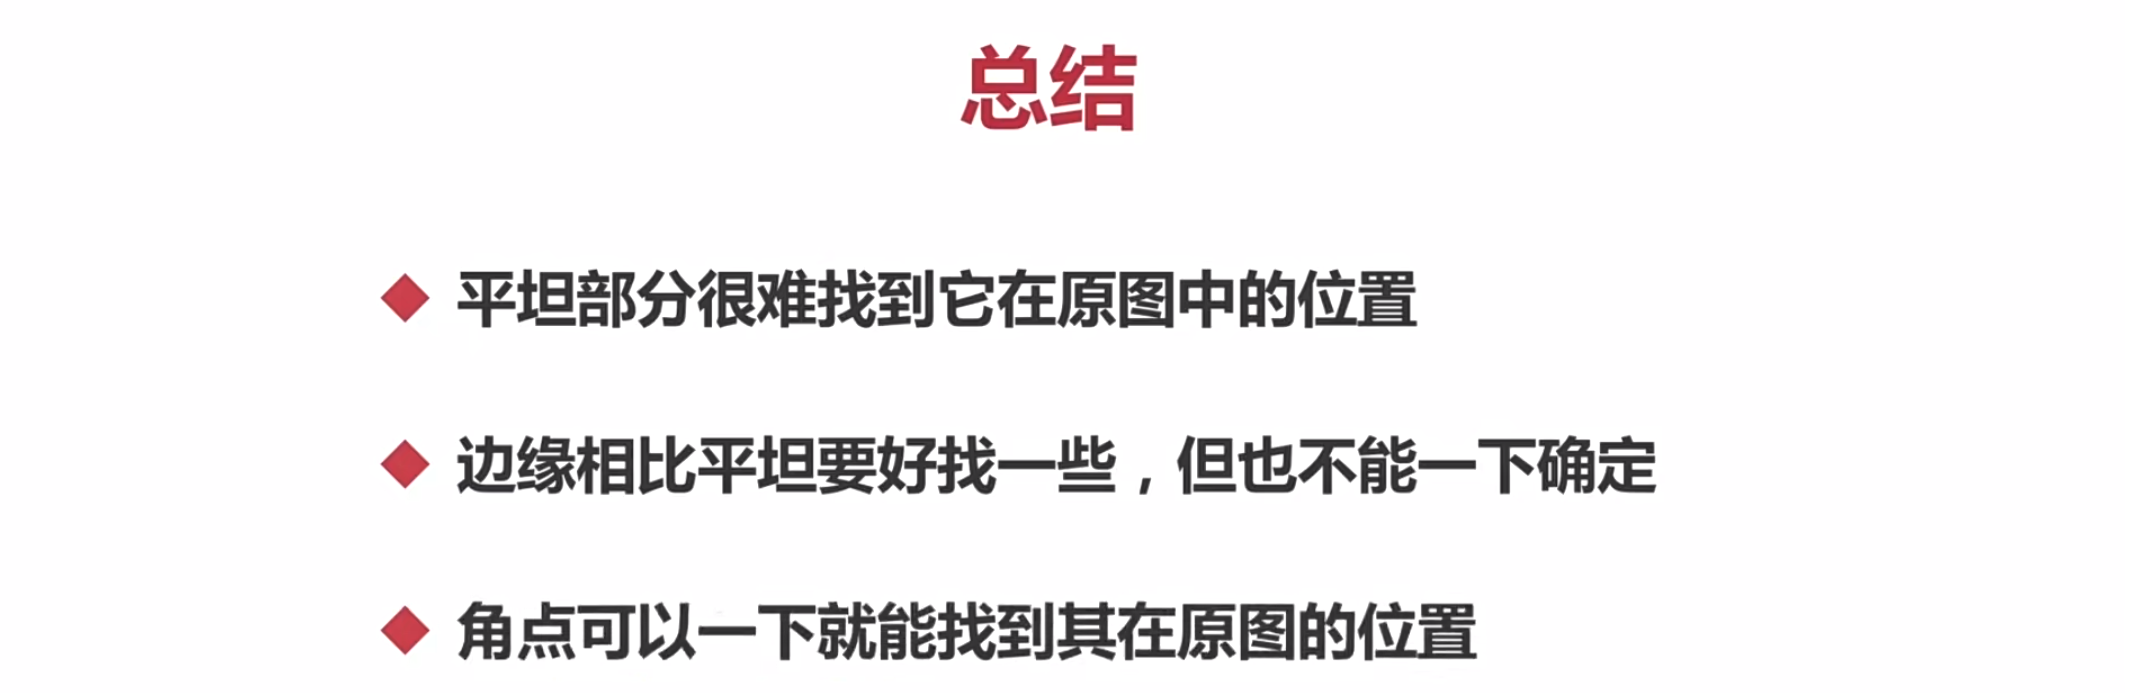 总结
平坦部分很难找到它在原图中的位置
边缘相比平坦要好找一些，但也不能一下确定
角点可以一下就能找到其在原图的位置